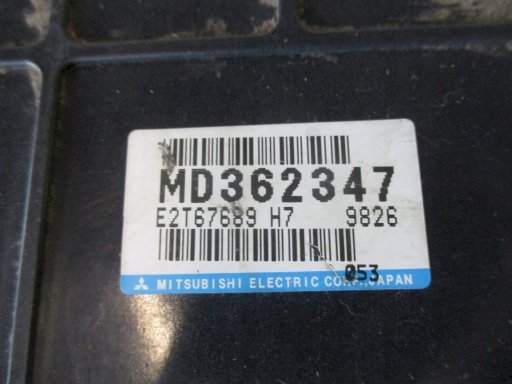 MD362347
E2T67689 H7 9826
053
MITSUBISHI ELECTRIC CORP.,JAPAN